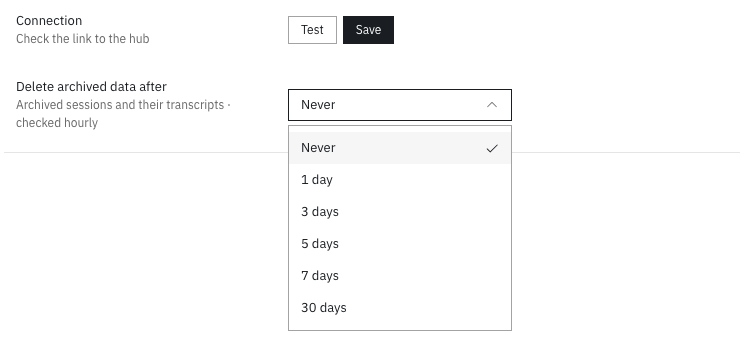 Connection
Check the link to the hub
Test
Save
Delete archived data after
Archived sessions and their transcripts ·
checked hourly
Never
Never
1 day
3 days
5 days
7 days
30 days